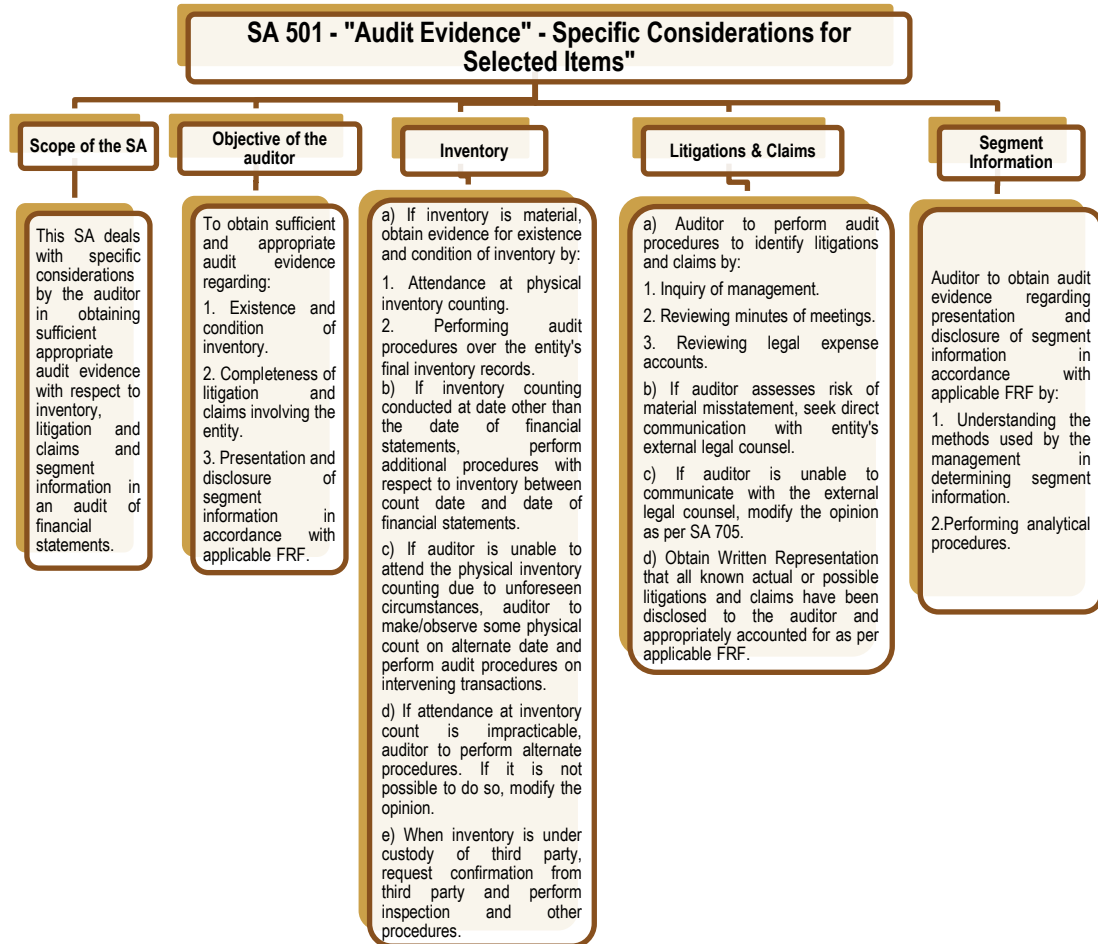 SA 501 - "Audit Evidence" - Specific Considerations for
Selected Items"
Scope of the SA
This SA deals
with specific
considerations
by the auditor
in obtaining
sufficient
appropriate
audit evidence
with respect to
inventory,
litigation and
claims and
segment
information in
an audit of
financial
statements.
Objective of the
auditor
To obtain sufficient
and appropriate
audit evidence
regarding:
1. Existence and
condition of
inventory.
2. Completeness of
litigation and
claims involving the
entity.
3. Presentation and
disclosure of
segment
information in
accordance with
applicable FRF.
Inventory
a) If inventory is material,
obtain evidence for existence
and condition of inventory by:
1. Attendance at physical
inventory counting.
2. Performing audit
procedures over the entity's
final inventory records.
b) If inventory counting
conducted at date other than
the date of financial
statements, perform
additional procedures with
respect to inventory between
count date and date of
financial statements.
c) If auditor is unable to
attend the physical inventory
counting due to unforeseen
circumstances, auditor to
make/observe some physical
count on alternate date and
perform audit procedures on
intervening transactions.
d) If attendance at inventory
count is impracticable,
auditor to perform alternate
procedures. If it is not
possible to do so, modify the
opinion.
e) When inventory is under
custody of third party,
request confirmation from
third party and perform
inspection and other
procedures.
Litigations & Claims
a) Auditor to perform audit
procedures to identify litigations
and claims by:
1. Inquiry of management.
2. Reviewing minutes of meetings.
3. Reviewing legal expense
accounts.
b) If auditor assesses risk of
material misstatement, seek direct
communication with entity's
external legal counsel.
c) If auditor is unable to
communicate with the external
legal counsel, modify the opinion
as per SA 705.
d) Obtain Written Representation
that all known actual or possible
litigations and claims have been
disclosed to the auditor and
appropriately accounted for as per
applicable FRF.
Segment
Information
Auditor to obtain audit
evidence regarding
presentation and
disclosure of segment
information in
accordance with
applicable FRF by:
1. Understanding the
methods used by the
management in
determining segment
information.
2.Performing analytical
procedures.